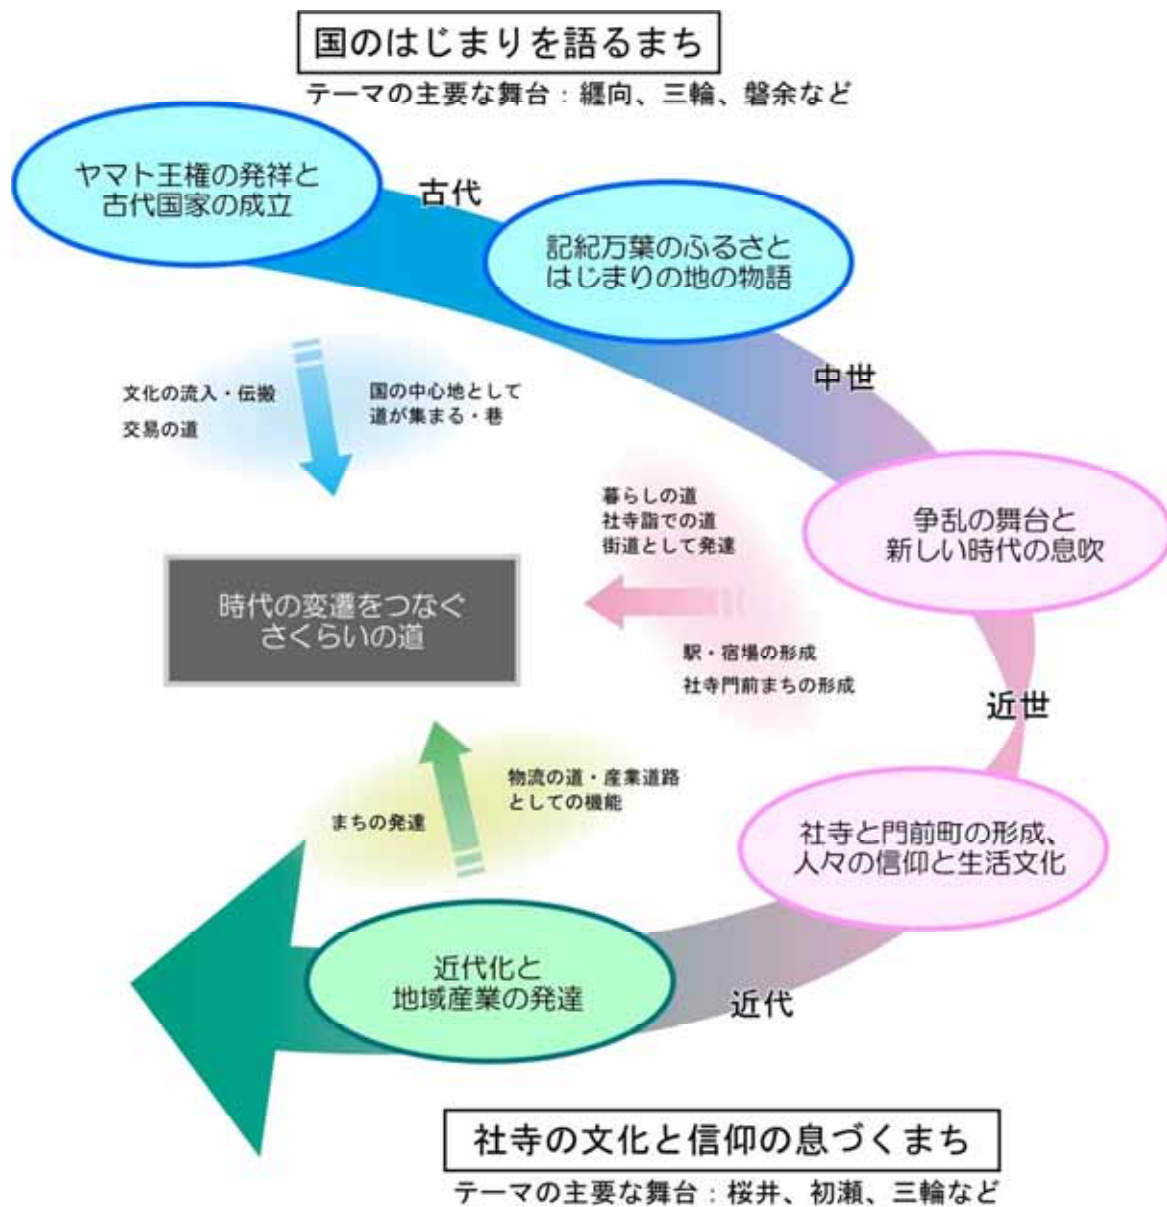 国のはじまりを語るまち
テーマの主要な舞台：纒向、三輪、磐余など
ヤマト王権の発祥と
古代国家の成立
古代
記紀万葉のふるさと
はじまりの地の物語
中世
文化の流入・伝搬
交易の道
国の中心地として
道が集まる・巷
争乱の舞台と
新しい時代の息吹
暮らしの道
社寺詣での道
街道として発達
駅・宿場の形成
社寺門前まちの形成
時代の変遷をつなぐ
さくらいの道
近世
物流の道・産業道路
としての機能
まちの発達
社寺と門前町の形成、
人々の信仰と生活文化
近代化と
地域産業の発達
近代
社寺の文化と信仰の息づくまち
テーマの主要な舞台：桜井、初瀬、三輪など